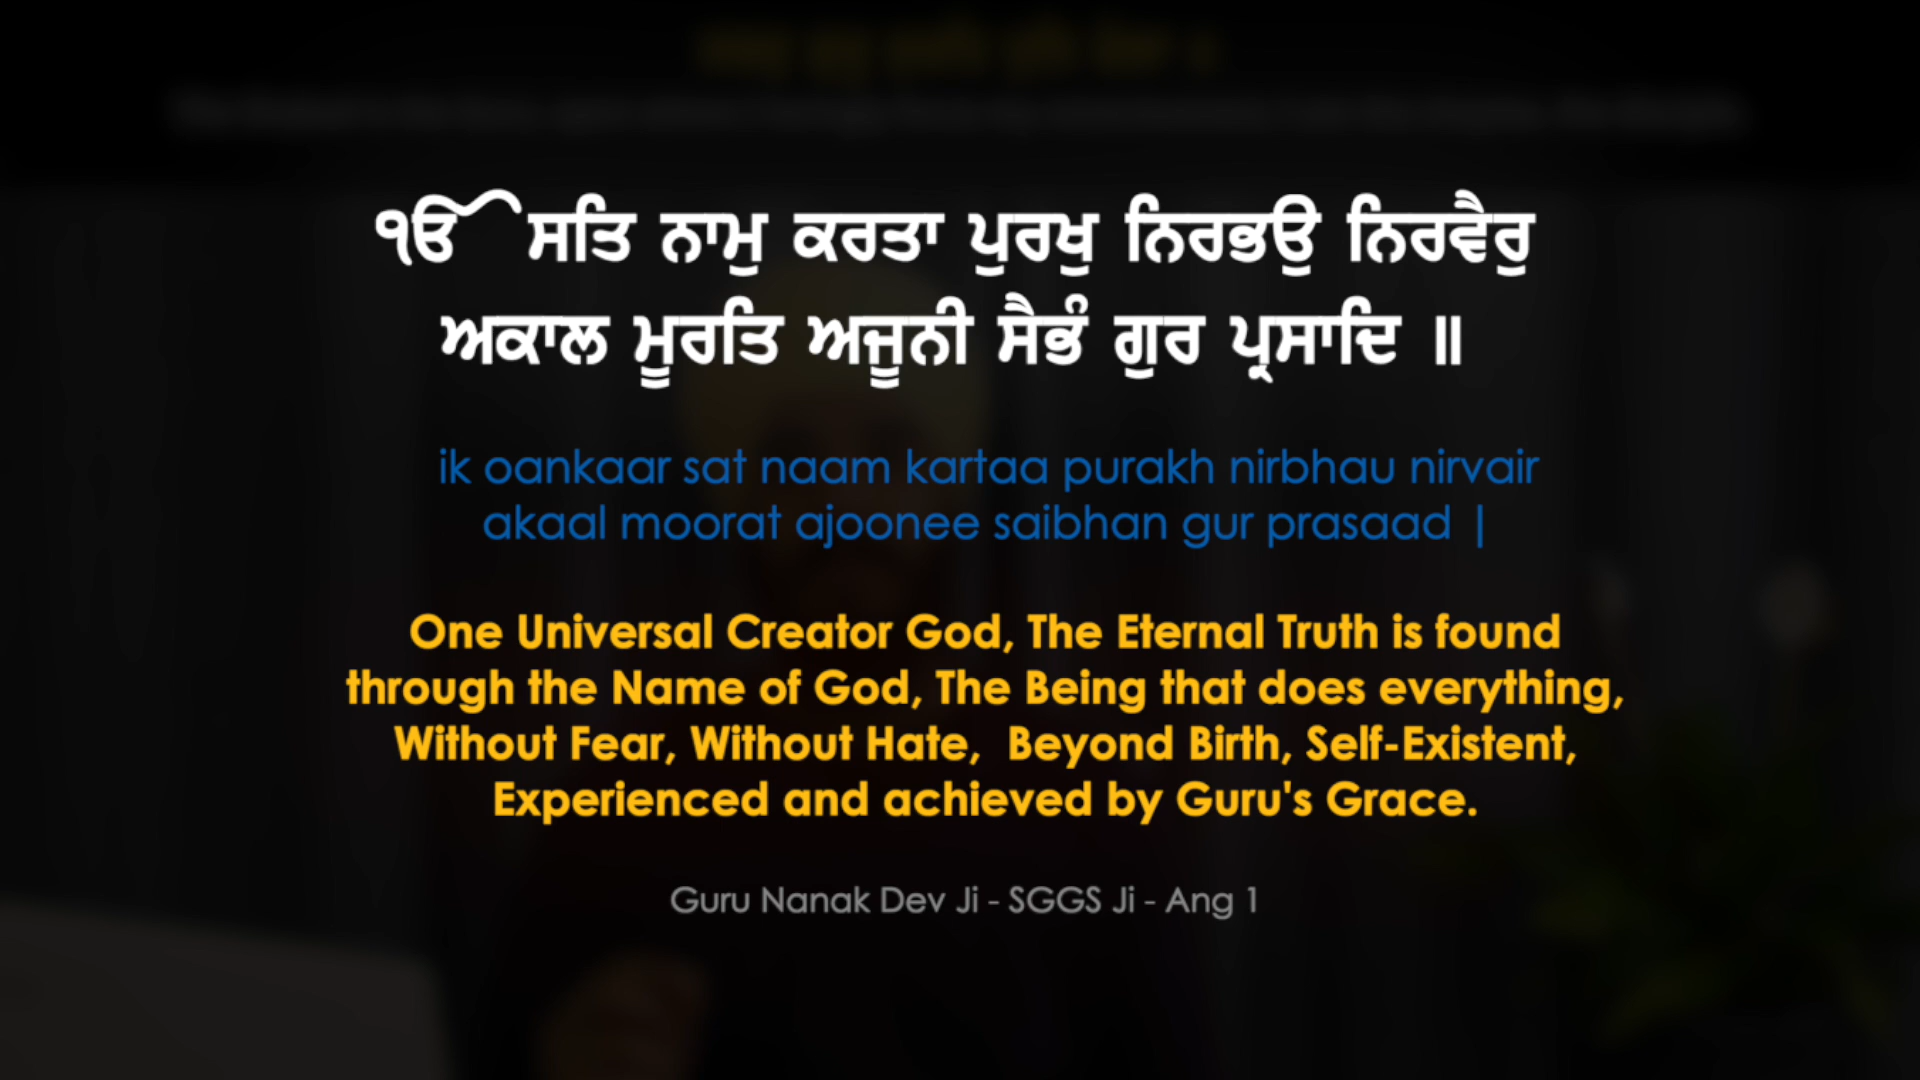 ੴ ਸਤਿ ਨਾਮੁ ਕਰਤਾ ਪੁਰਖੁ ਨਿਰਭਉ ਨਿਰਵੈਰੁ
ਅਕਾਲ ਮੂਰਤਿ ਅਜੂਨੀ ਸੈਭੰ ਗੁਰ ਪ੍ਰਸਾਦਿ ॥
ik oankaar sat naam kartaa purakh nirbhau nirvair
akaal moorat ajoonee saibhan gur prasaad |
One Universal Creator God, The Eternal Truth is found
through the Name of God, The Being that does everything,
Without Fear, Without Hate,  Beyond Birth, Self-Existent,
Experienced and achieved by Guru's Grace.
Guru Nanak Dev Ji - SGGS Ji - Ang 1